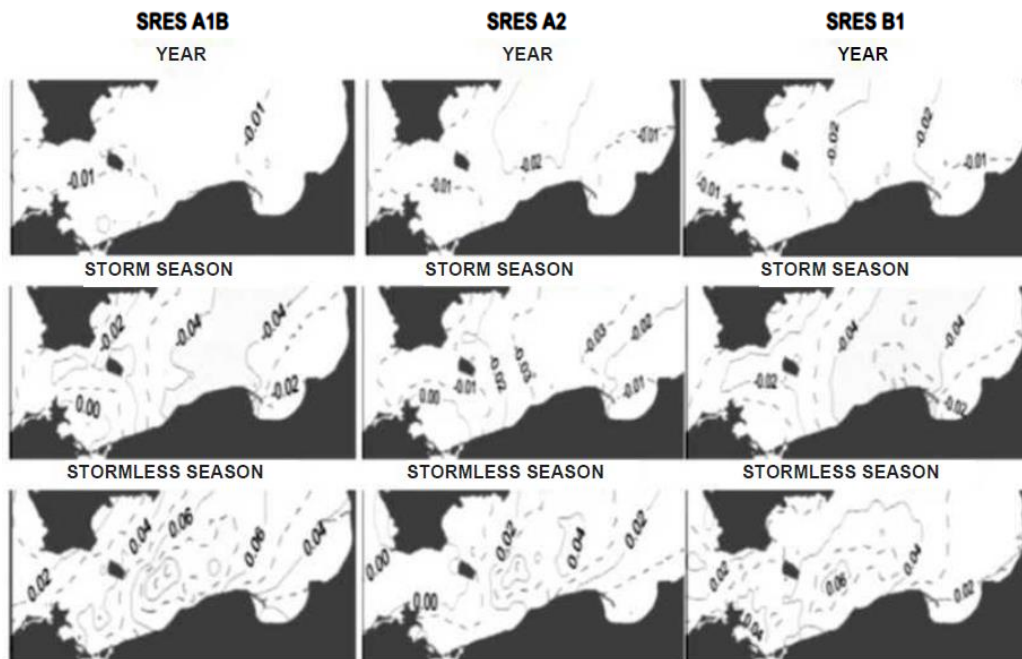 SRES A1B SRES A2 SRES B1
YEAR YEAR YEAR
-0.01 -0.01
-0.02 -0.01 -0.01
-0.02 -0.02 -0.01 -0.01
STORM SEASON STORM SEASON STORM SEASON
-0.02 -0.04 -0.04 0.00 -0.02
-0.02 -0.03 -0.03 -0.02 -0.01 0.00 -0.01
-0.04 -0.04 -0.02 -0.02
STORMLESS SEASON STORMLESS SEASON STORMLESS SEASON
0.02 0.04 0.06 0.06 0.04
0.00 0.02 0.04 0.02 0.00
0.02 0.06 0.04 0.02 0.04